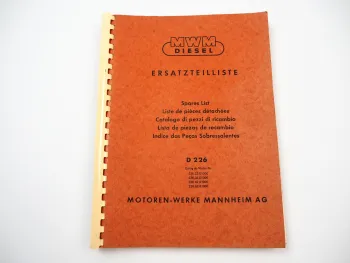 MWM
DIESEL
ERSATZTEILLISTE
Spares List
Liste de pièces détachées
Catalogo di pezzi di ricambio
Lista de piezas de recambio
Indice das Peças Sobressalentes
D 226
MOTOREN-WERKE MANNHEIM AG